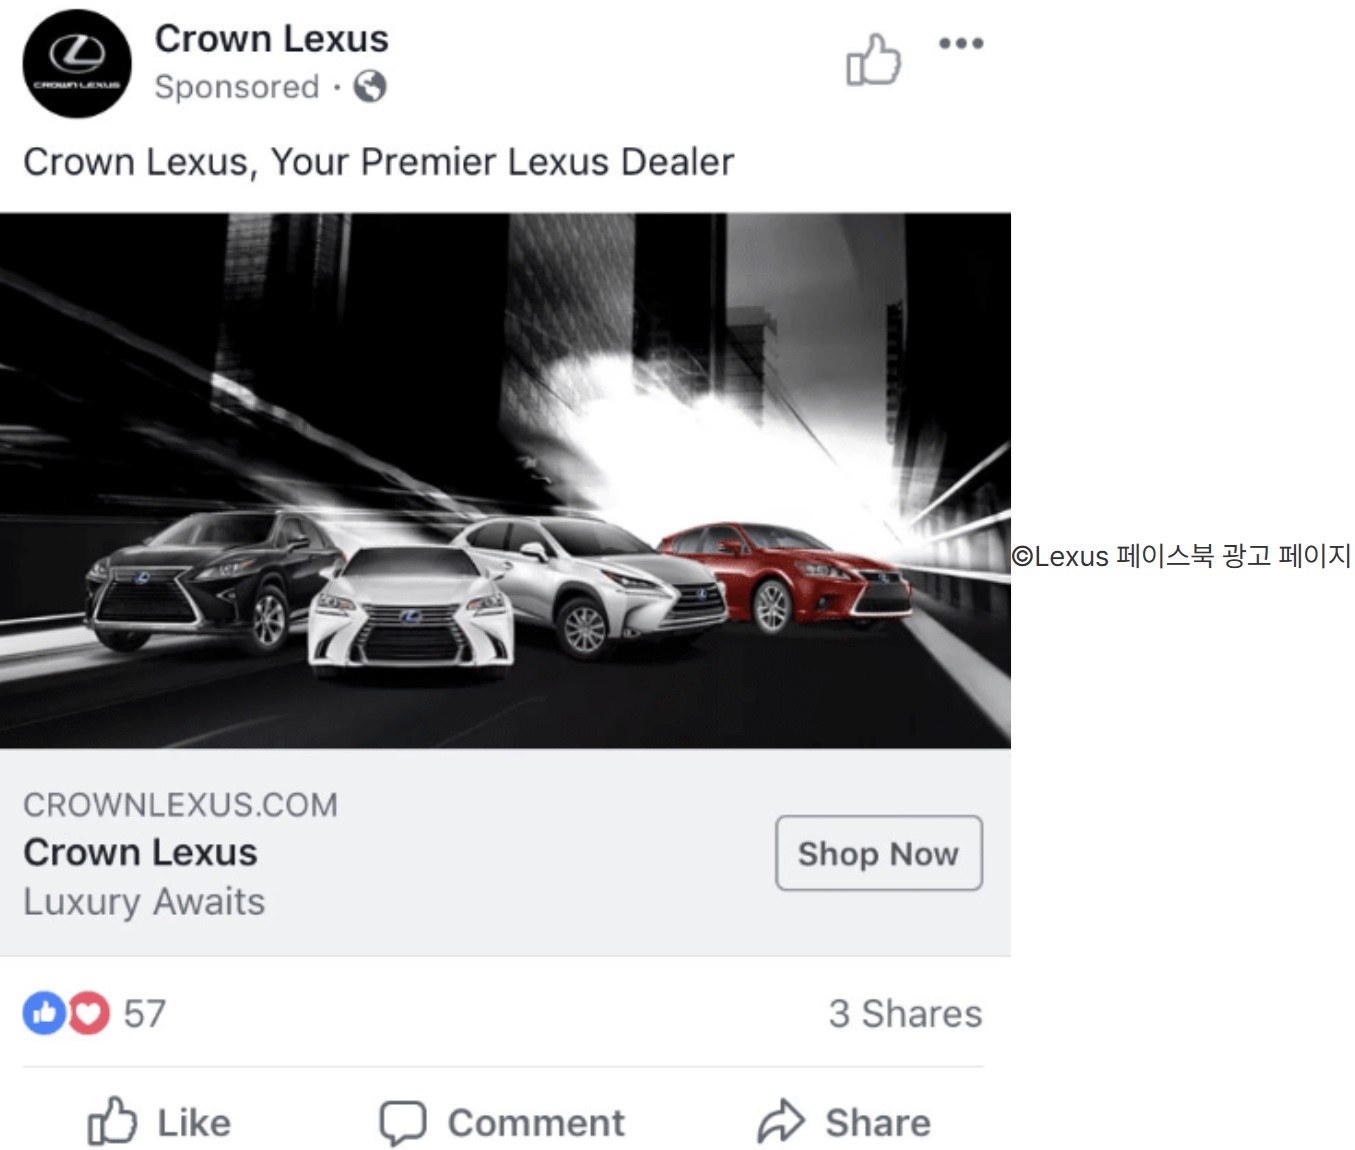 Crown Lexus
CROWN LEXUS
Sponsored ·
Crown Lexus, Your Premier Lexus Dealer
©Lexus 페이스북 광고 페이지
CROWNLEXUS.COM
Crown Lexus
Luxury Awaits
Shop Now
57
3 Shares
Like
Comment
Share